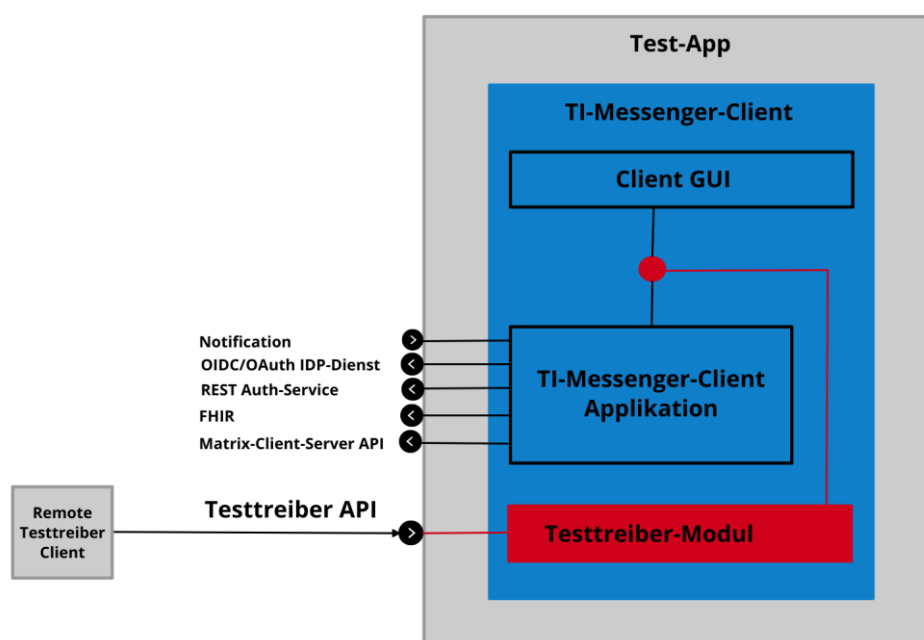 Test-App
TI-Messenger-Client
Client GUI
Notification
OIDC/OAuth IDP-Dienst
REST Auth-Service
FHIR
Matrix-Client-Server API
TI-Messenger-Client
Applikation
Remote
Testtreiber
Client
Testtreiber API
Testtreiber-Modul